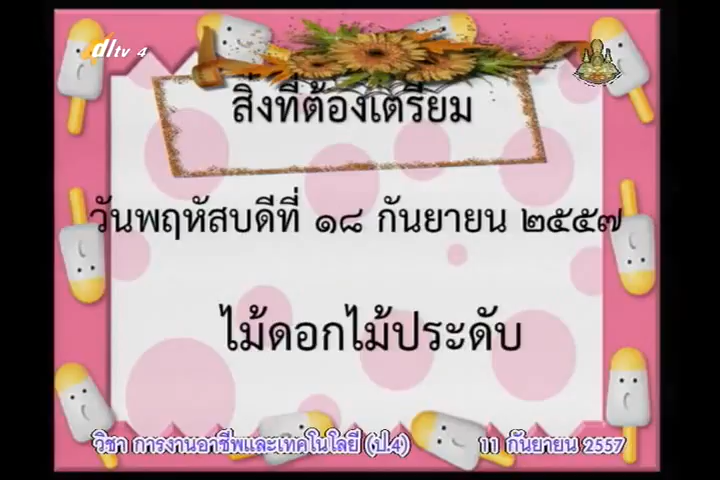 dltv 4
สิ่งที่ต้องเตรียม
วันพฤหัสบดีที่ ๑๘ กันยายน ๒๕๕๗
ไม้ดอกไม้ประดับ
วิชา การงานอาชีพและเทคโนโลยี (ป.4) 11 กันยายน 2557